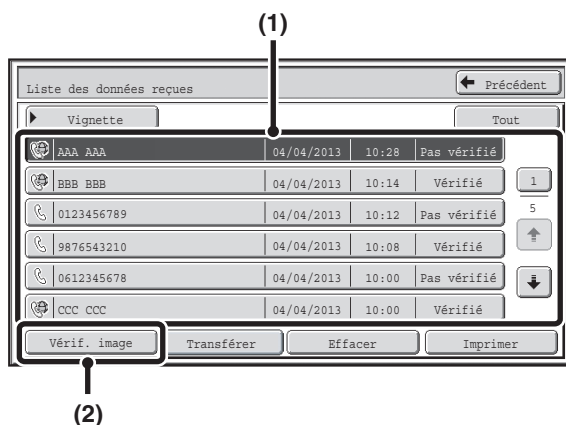 (1)
Liste des données reçues
Précédent
Vignette
Tout
AAA AAA 04/04/2013 10:28 Pas vérifié
BBB BBB 04/04/2013 10:14 Vérifié
1
0123456789 04/04/2013 10:12 Pas vérifié
5
9876543210 04/04/2013 10:08 Vérifié
0612345678 04/04/2013 10:00 Pas vérifié
CCC CCC 04/04/2013 10:00 Vérifié
Vérif. image Transférer Effacer Imprimer
(2)